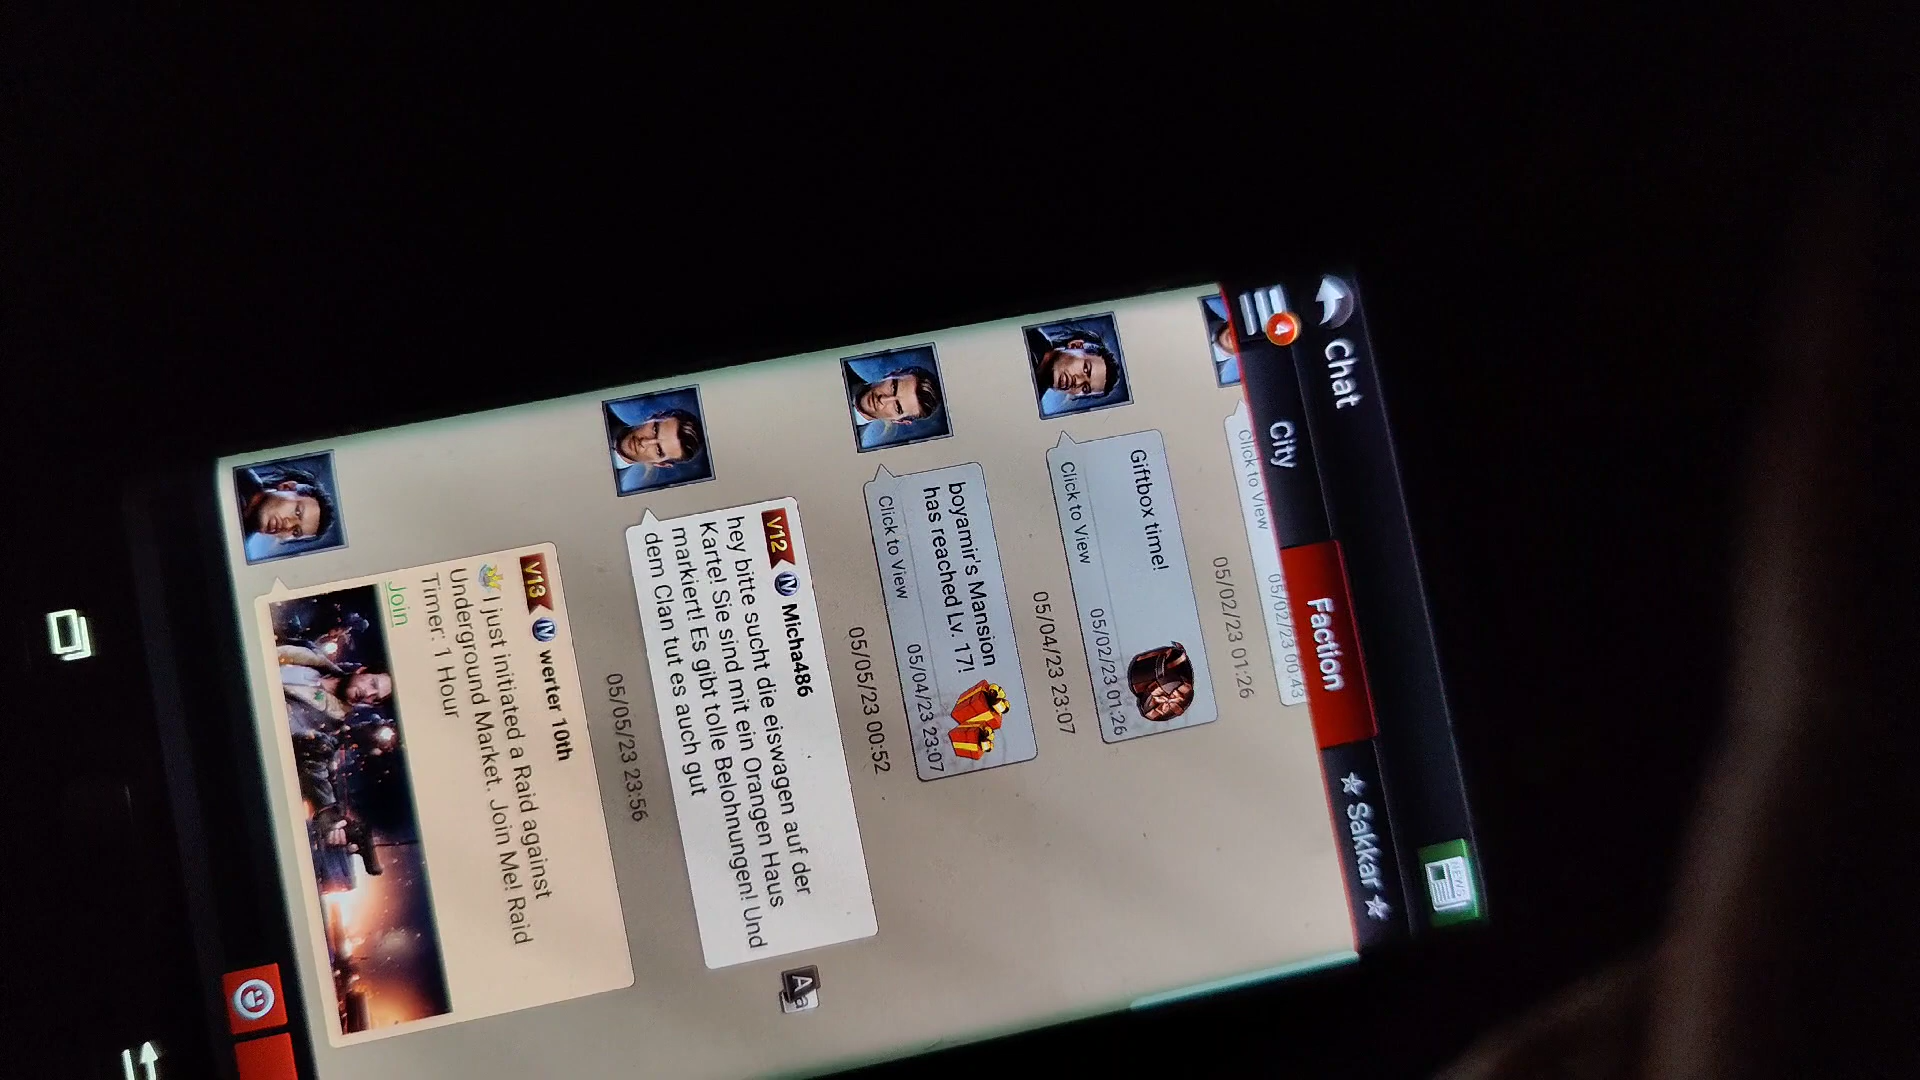 Chat
NEWS
4
City
Faction
★ Sakkar ★
Click to View
05/02/23 00:43
05/02/23 01:26
Giftbox time!
Click to View
05/02/23 01:26
05/04/23 23:07
boyamir's Mansion
has reached Lv. 17!
Click to View
05/04/23 23:07
05/05/23 00:52
V12 IV Micha486
hey bitte sucht die eiswagen auf der
Karte! Sie sind mit ein Orangen Haus
markiert! Es gibt tolle Belohnungen! Und
dem Clan tut es auch gut
Aa
05/05/23 23:56
V13 IV werter 10th
I just initiated a Raid against
Underground Market. Join Me! Raid
Timer: 1 Hour
Join